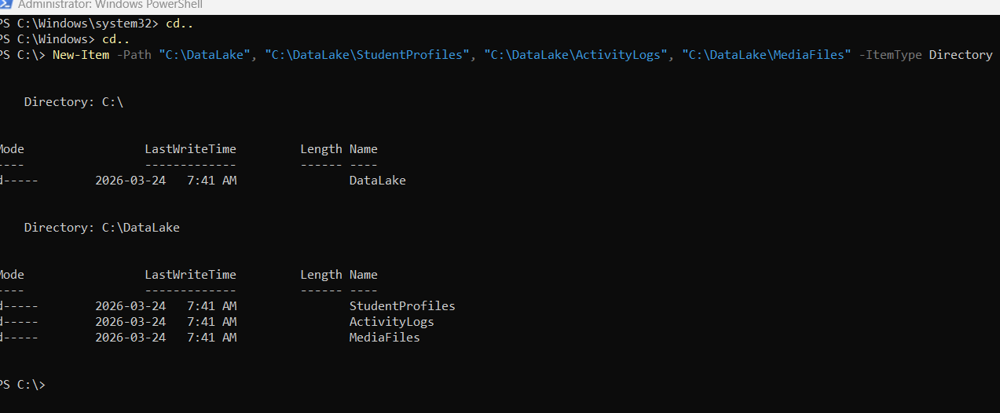 Administrator: Windows PowerShell
PS C:\Windows\system32> cd..
PS C:\Windows> cd..
PS C:\> New-Item -Path "C:\DataLake", "C:\DataLake\StudentProfiles", "C:\DataLake\ActivityLogs", "C:\DataLake\MediaFiles" -ItemType Directory
Directory: C:\
Mode LastWriteTime Length Name
---- ------------- ------ ----
d----- 2026-03-24 7:41 AM DataLake
Directory: C:\DataLake
Mode LastWriteTime Length Name
---- ------------- ------ ----
d----- 2026-03-24 7:41 AM StudentProfiles
d----- 2026-03-24 7:41 AM ActivityLogs
d----- 2026-03-24 7:41 AM MediaFiles
PS C:\>